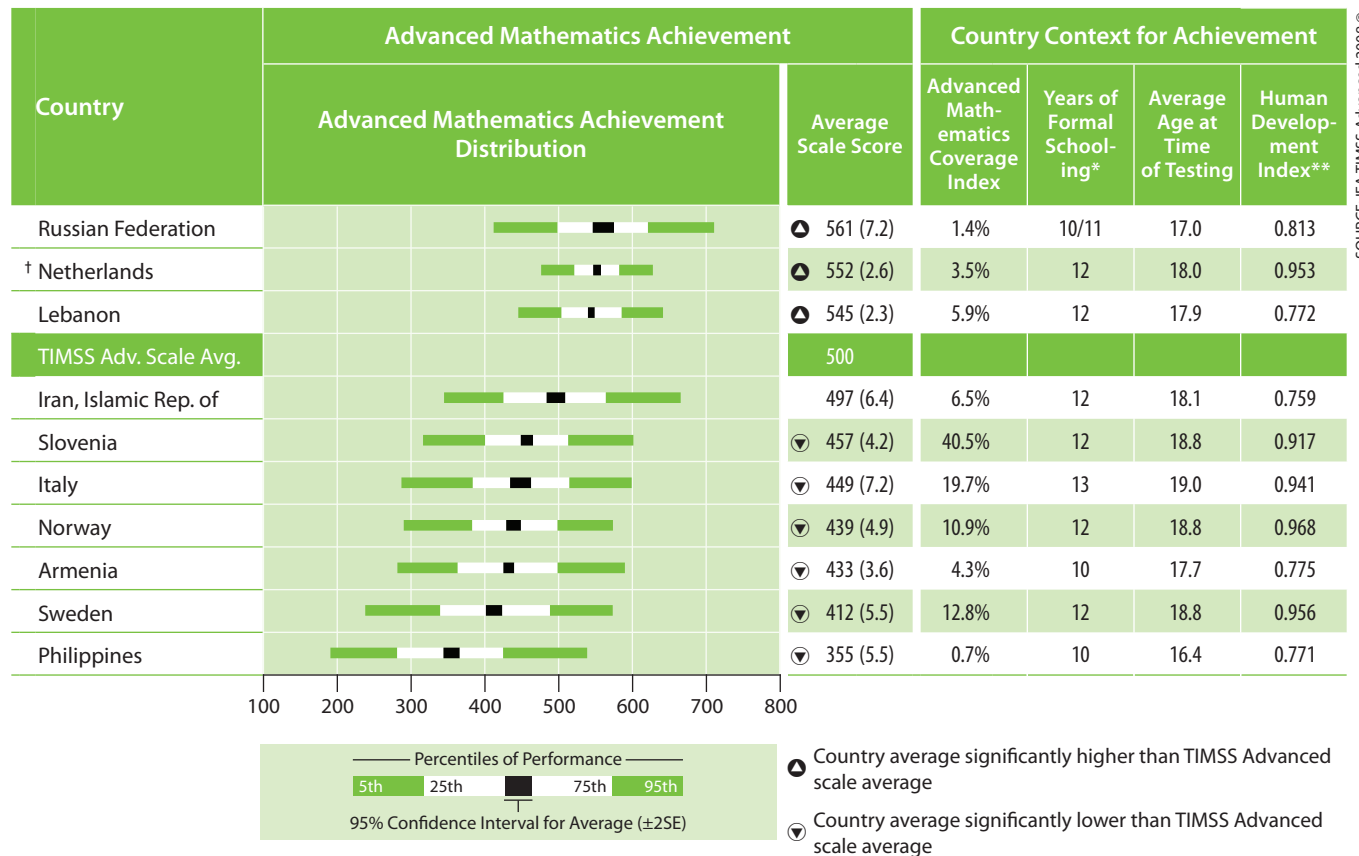 Advanced Mathematics Achievement
Country Context for Achievement
Country
Advanced Mathematics Achievement
Distribution
Average
Scale Score
Advanced
Math-
ematics
Coverage
Index
Years of
Formal
School-
ing*
Average
Age at
Time
of Testing
Human
Develop-
ment
Index**
Russian Federation 561 (7.2) 1.4% 10/11 17.0 0.813
† Netherlands 552 (2.6) 3.5% 12 18.0 0.953
Lebanon 545 (2.3) 5.9% 12 17.9 0.772
TIMSS Adv. Scale Avg. 500
Iran, Islamic Rep. of 497 (6.4) 6.5% 12 18.1 0.759
Slovenia 457 (4.2) 40.5% 12 18.8 0.917
Italy 449 (7.2) 19.7% 13 19.0 0.941
Norway 439 (4.9) 10.9% 12 18.8 0.968
Armenia 433 (3.6) 4.3% 10 17.7 0.775
Sweden 412 (5.5) 12.8% 12 18.8 0.956
Philippines 355 (5.5) 0.7% 10 16.4 0.771
100 200 300 400 500 600 700 800
Percentiles of Performance
5th 25th 75th 95th
95% Confidence Interval for Average (±2SE)
Country average significantly higher than TIMSS Advanced
scale average
Country average significantly lower than TIMSS Advanced
scale average